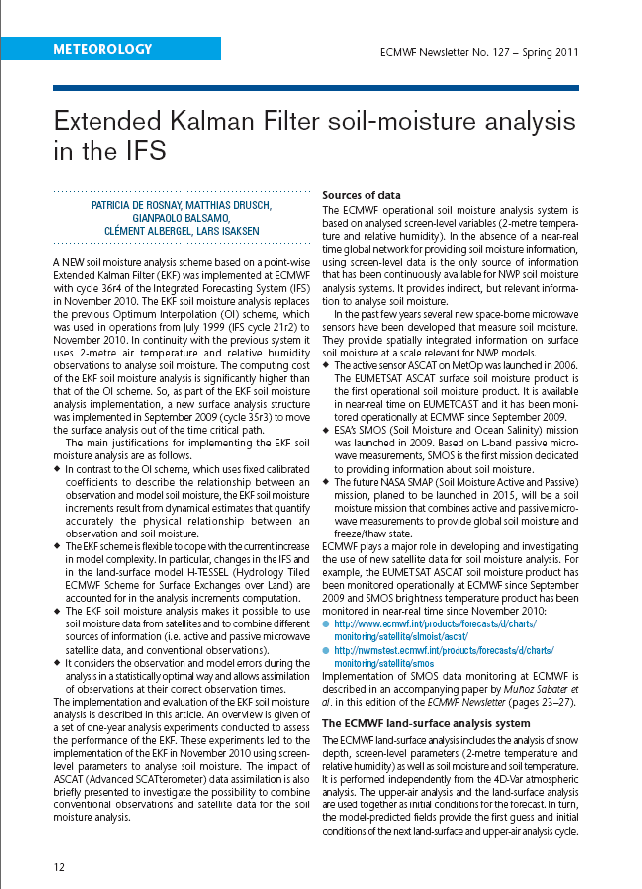 METEOROLOGY
ECMWF Newsletter No. 127 – Spring 2011
Extended Kalman Filter soil-moisture analysis
in the IFS
PATRICIA DE ROSNAY, MATTHIAS DRUSCH,
GIANPAOLO BALSAMO,
CLÉMENT ALBERGEL, LARS ISAKSEN
A NEW soil moisture analysis scheme based on a point-wise
Extended Kalman Filter (EKF) was implemented at ECMWF
with cycle 36r4 of the Integrated Forecasting System (IFS)
in November 2010. The EKF soil moisture analysis replaces
the previous Optimum Interpolation (OI) scheme, which
was used in operations from July 1999 (IFS cycle 21r2) to
November 2010. In continuity with the previous system it
uses 2-metre air temperature and relative humidity
observations to analyse soil moisture. The computing cost
of the EKF soil moisture analysis is significantly higher than
that of the OI scheme. So, as part of the EKF soil moisture
analysis implementation, a new surface analysis structure
was implemented in September 2009 (cycle 35r3) to move
the surface analysis out of the time critical path.
The main justifications for implementing the EKF soil
moisture analysis are as follows.
◆ In contrast to the OI scheme, which uses fixed calibrated
coefficients to describe the relationship between an
observation and model soil moisture, the EKF soil moisture
increments result from dynamical estimates that quantify
accurately the physical relationship between an
observation and soil moisture.
◆ The EKF scheme is flexible to cope with the current increase
in model complexity. In particular, changes in the IFS and
in the land-surface model H-TESSEL (Hydrology Tiled
ECMWF Scheme for Surface Exchanges over Land) are
accounted for in the analysis increments computation.
◆ The EKF soil moisture analysis makes it possible to use
soil moisture data from satellites and to combine different
sources of information (i.e. active and passive microwave
satellite data, and conventional observations).
◆ It considers the observation and model errors during the
analysis in a statistically optimal way and allows assimilation
of observations at their correct observation times.
The implementation and evaluation of the EKF soil moisture
analysis is described in this article. An overview is given of
a set of one-year analysis experiments conducted to assess
the performance of the EKF. These experiments led to the
implementation of the EKF in November 2010 using screen-
level parameters to analyse soil moisture. The impact of
ASCAT (Advanced SCATterometer) data assimilation is also
briefly presented to investigate the possibility to combine
conventional observations and satellite data for the soil
moisture analysis.
Sources of data
The ECMWF operational soil moisture analysis system is
based on analysed screen-level variables (2-metre tempera-
ture and relative humidity). In the absence of a near-real
time global network for providing soil moisture information,
using screen-level data is the only source of information
that has been continuously available for NWP soil moisture
analysis systems. It provides indirect, but relevant informa-
tion to analyse soil moisture.
In the past few years several new space-borne microwave
sensors have been developed that measure soil moisture.
They provide spatially integrated information on surface
soil moisture at a scale relevant for NWP models.
◆ The active sensor ASCAT on MetOp was launched in 2006.
The EUMETSAT ASCAT surface soil moisture product is
the first operational soil moisture product. It is available
in near-real time on EUMETCAST and it has been moni-
tored operationally at ECMWF since September 2009.
◆ ESA's SMOS (Soil Moisture and Ocean Salinity) mission
was launched in 2009. Based on L-band passive micro-
wave measurements, SMOS is the first mission dedicated
to providing information about soil moisture.
◆ The future NASA SMAP (Soil Moisture Active and Passive)
mission, planed to be launched in 2015, will be a soil
moisture mission that combines active and passive micro-
wave measurements to provide global soil moisture and
freeze/thaw state.
ECMWF plays a major role in developing and investigating
the use of new satellite data for soil moisture analysis. For
example, the EUMETSAT ASCAT soil moisture product has
been monitored operationally at ECMWF since September
2009 and SMOS brightness temperature product has been
monitored in near-real time since November 2010:
● http://www.ecmwf.int/products/forecasts/d/charts/
monitoring/satellite/slmoist/ascat/
● http://nwmstest.ecmwf.int/products/forecasts/d/charts/
monitoring/satellite/smos
Implementation of SMOS data monitoring at ECMWF is
described in an accompanying paper by Muñoz Sabater et
al. in this edition of the ECMWF Newsletter (pages 23–27).
The ECMWF land-surface analysis system
The ECMWF land-surface analysis includes the analysis of snow
depth, screen-level parameters (2-metre temperature and
relative humidity) as well as soil moisture and soil temperature.
It is performed independently from the 4D-Var atmospheric
analysis. The upper-air analysis and the land-surface analysis
are used together as initial conditions for the forecast. In turn,
the model-predicted fields provide the first guess and initial
conditions of the next land-surface and upper-air analysis cycle.
12